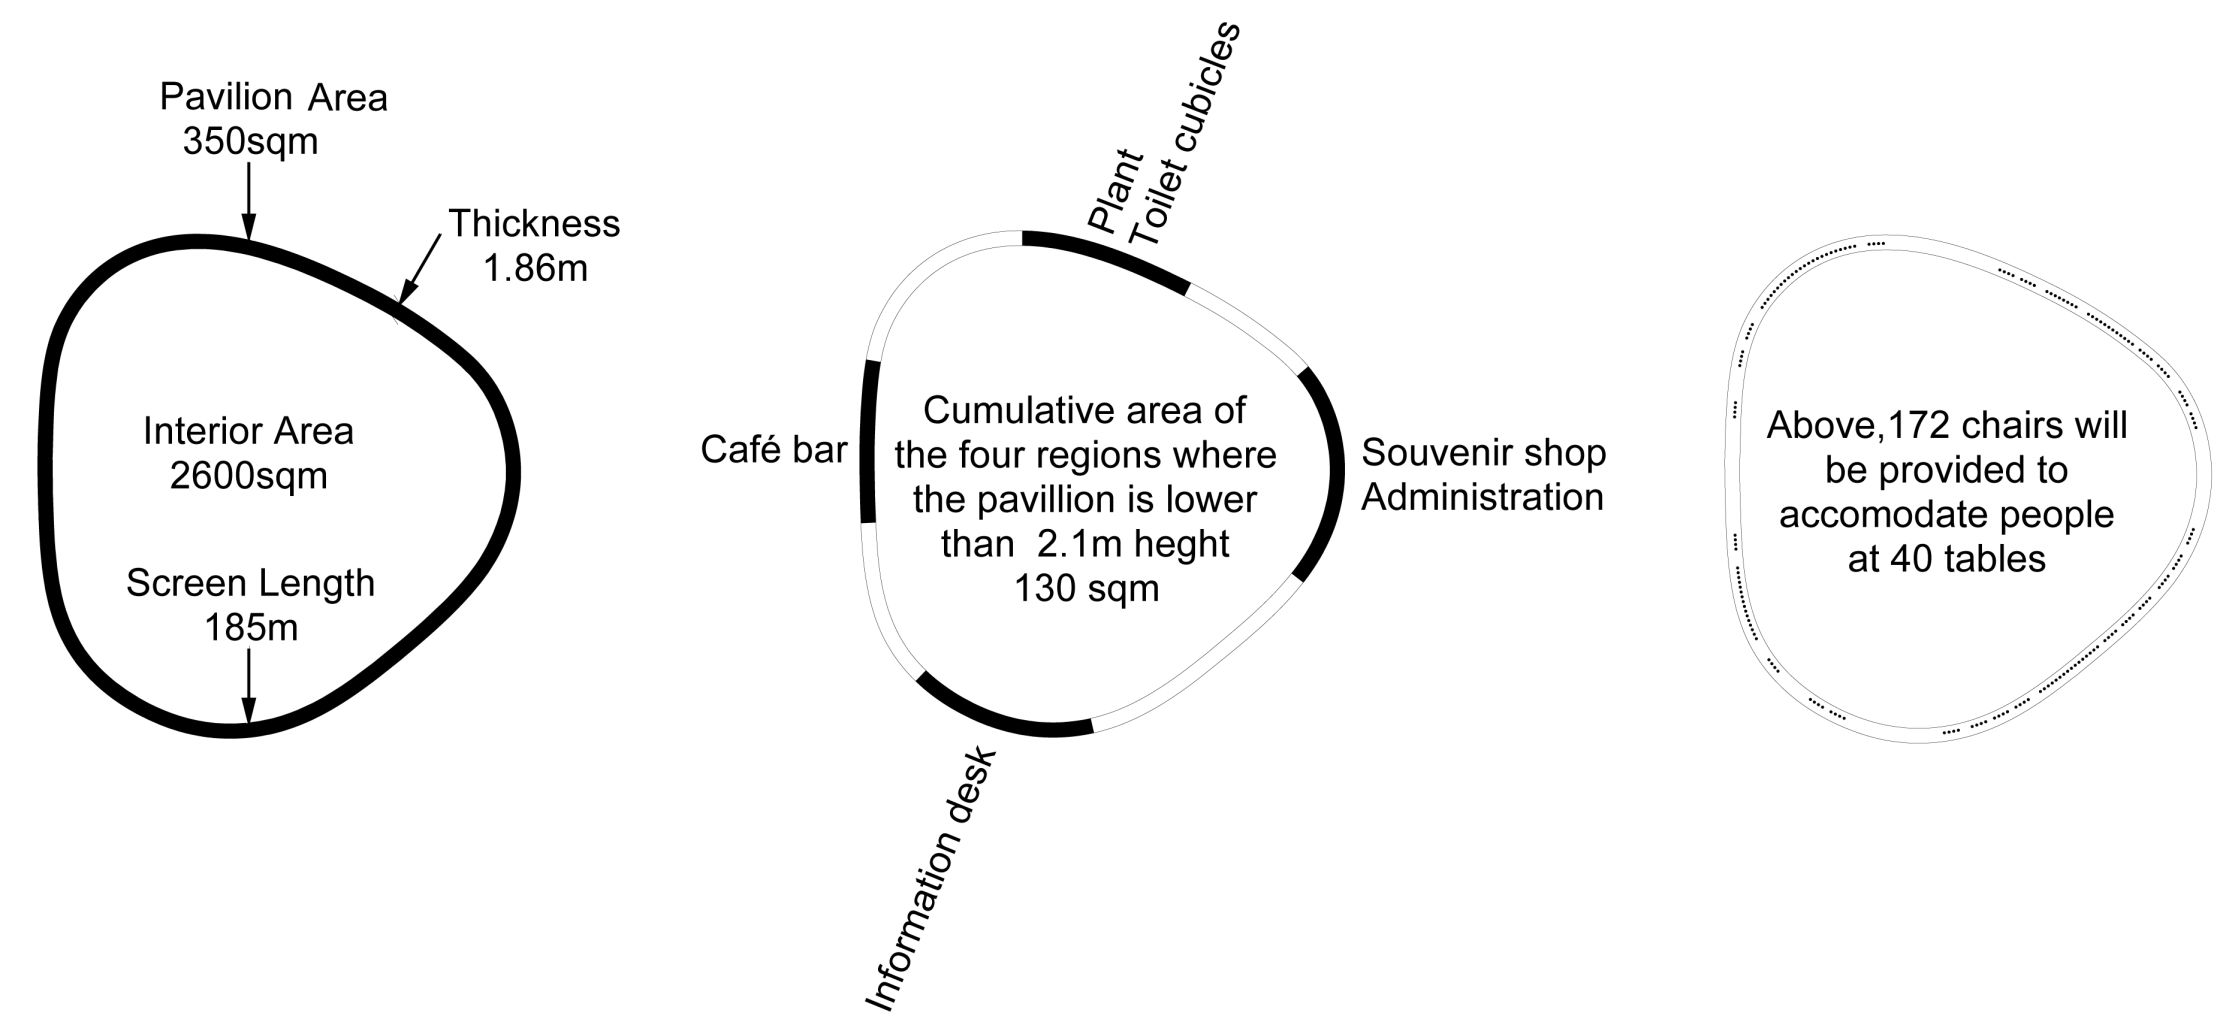 Pavilion Area
350sqm
Thickness
1.86m
Interior Area
2600sqm
Screen Length
185m
Plant
Toilet cubicles
Café bar
Cumulative area of
the four regions where
the pavillion is lower
than 2.1m heght
130 sqm
Souvenir shop
Administration
Information desk
Above,172 chairs will
be provided to
accomodate people
at 40 tables